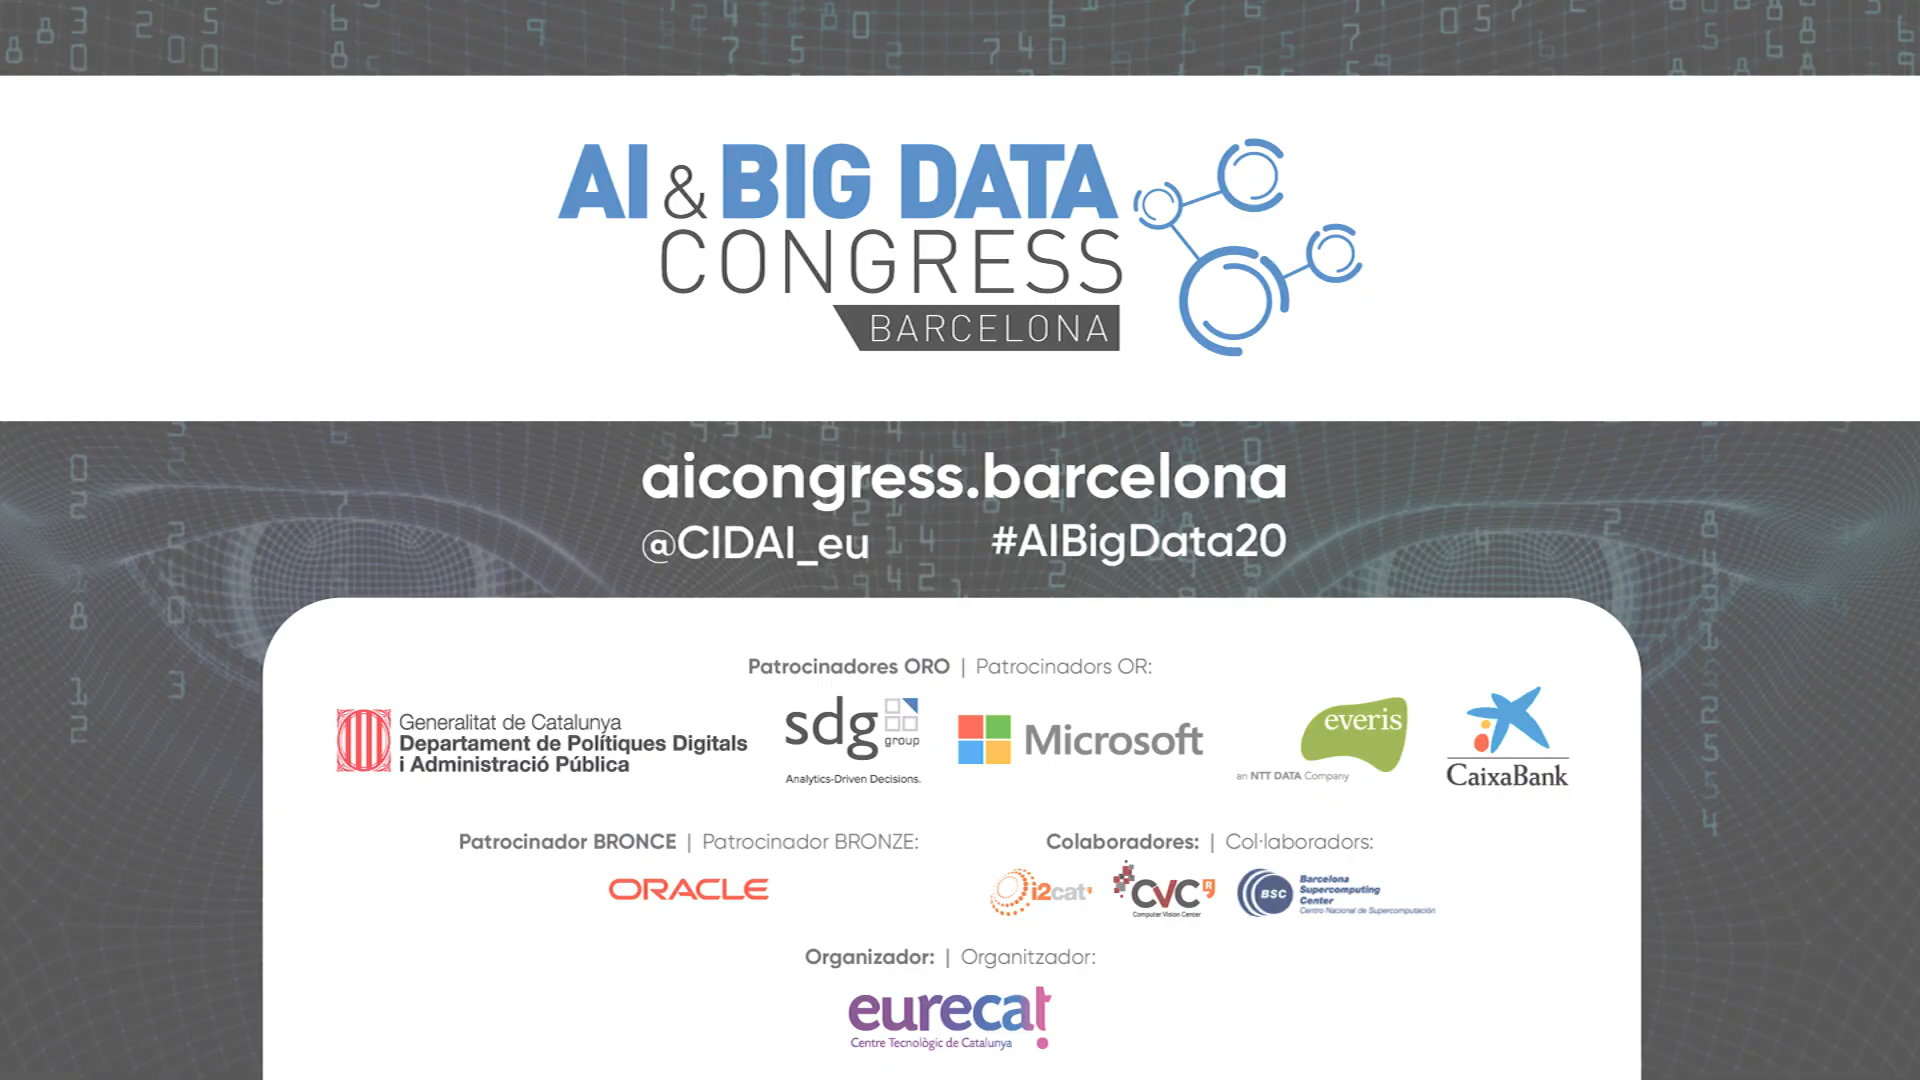 AI & BIG DATA
CONGRESS
BARCELONA
aicongress.barcelona
@CIDAI_eu #AIBigData20
Patrocinadores ORO | Patrocinadors OR:
Generalitat de Catalunya
Departament de Polítiques Digitals
i Administració Pública
sdg
group
Analytics-Driven Decisions.
Microsoft
everis
an NTT DATA Company
CaixaBank
Patrocinador BRONCE | Patrocinador BRONZE:
ORACLE
Colaboradores: | Col·laboradors:
i2cat
CVC
Computer Vision Center
BSC
Barcelona
Supercomputing
Center
Centro Nacional de Supercomputación
Organizador: | Organitzador:
eurecat
Centre Tecnològic de Catalunya